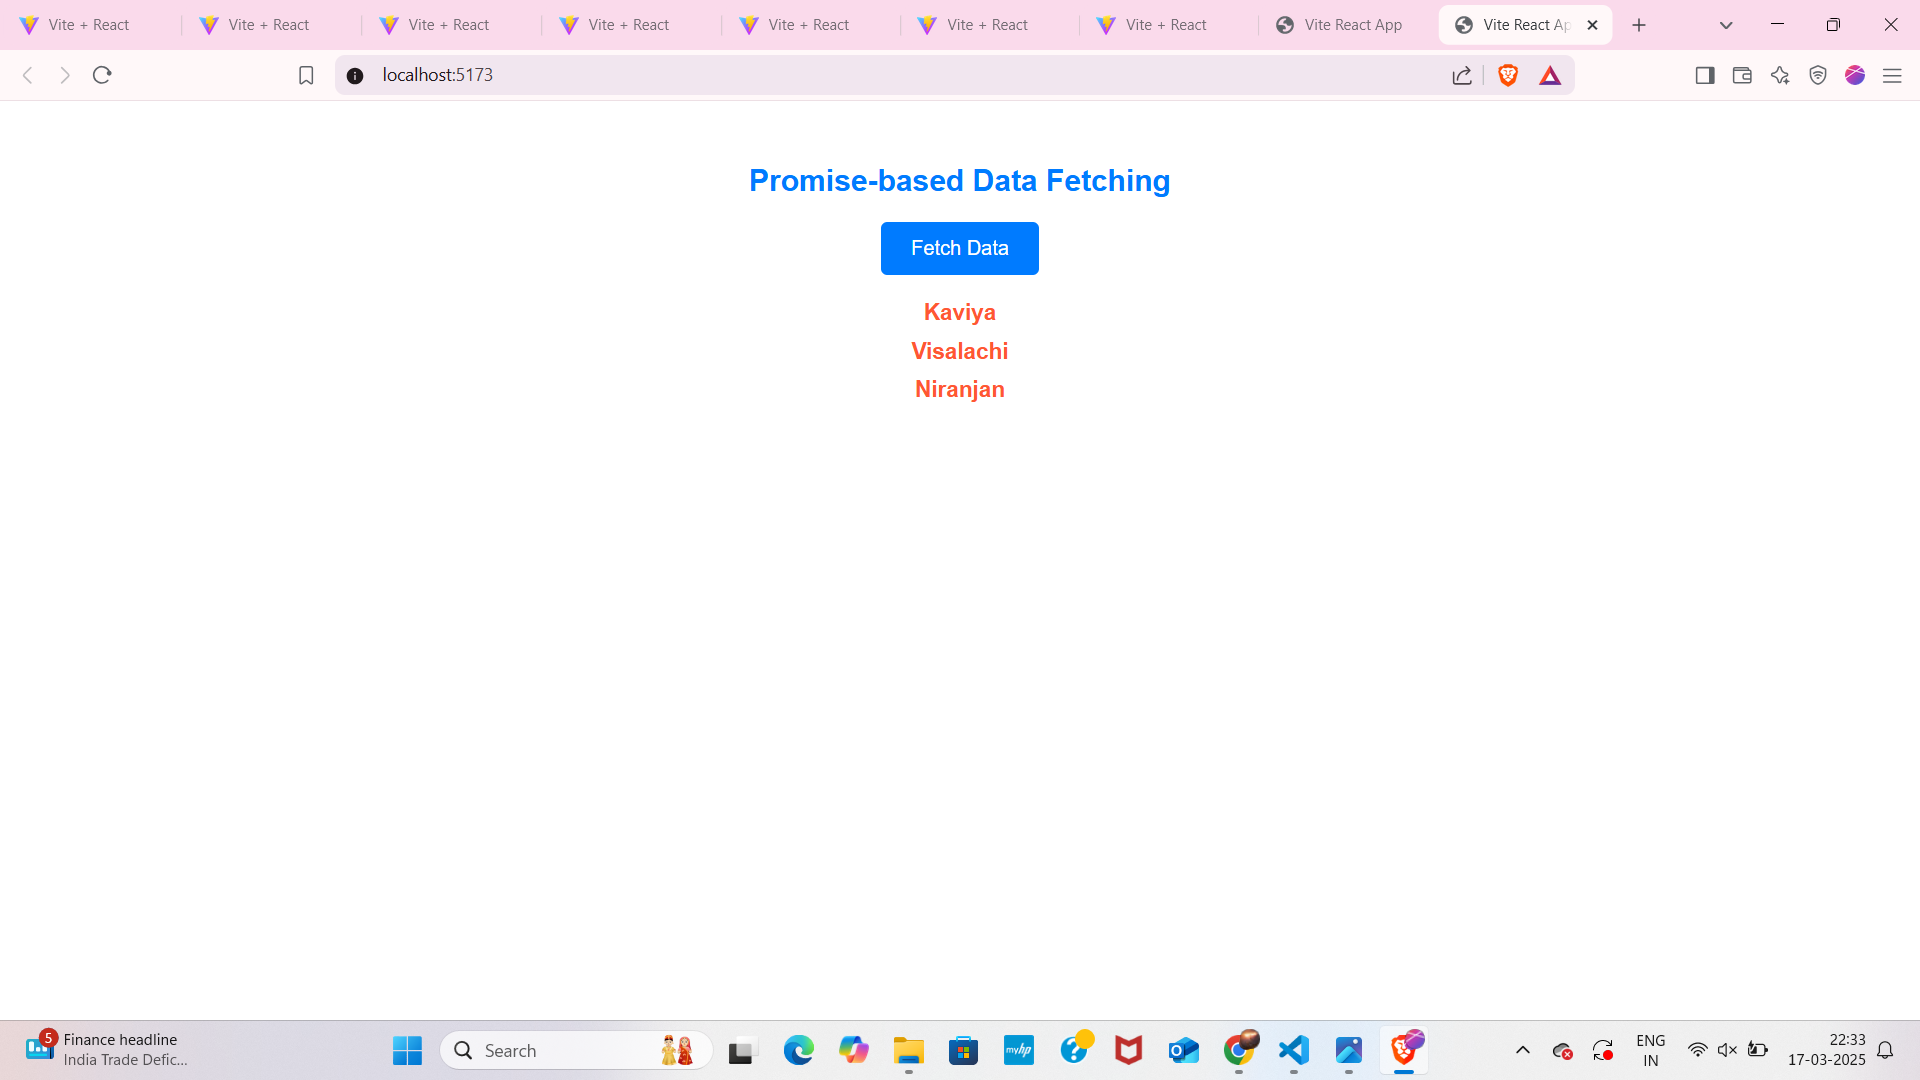 Vite + React
Vite + React
Vite + React
Vite + React
Vite + React
Vite + React
Vite + React
Vite React App
Vite React Ap
localhost:5173
Promise-based Data Fetching
Fetch Data
Kaviya
Visalachi
Niranjan
5
Finance headline
India Trade Defic...
Search
myhp
ENG
IN
22:33
17-03-2025